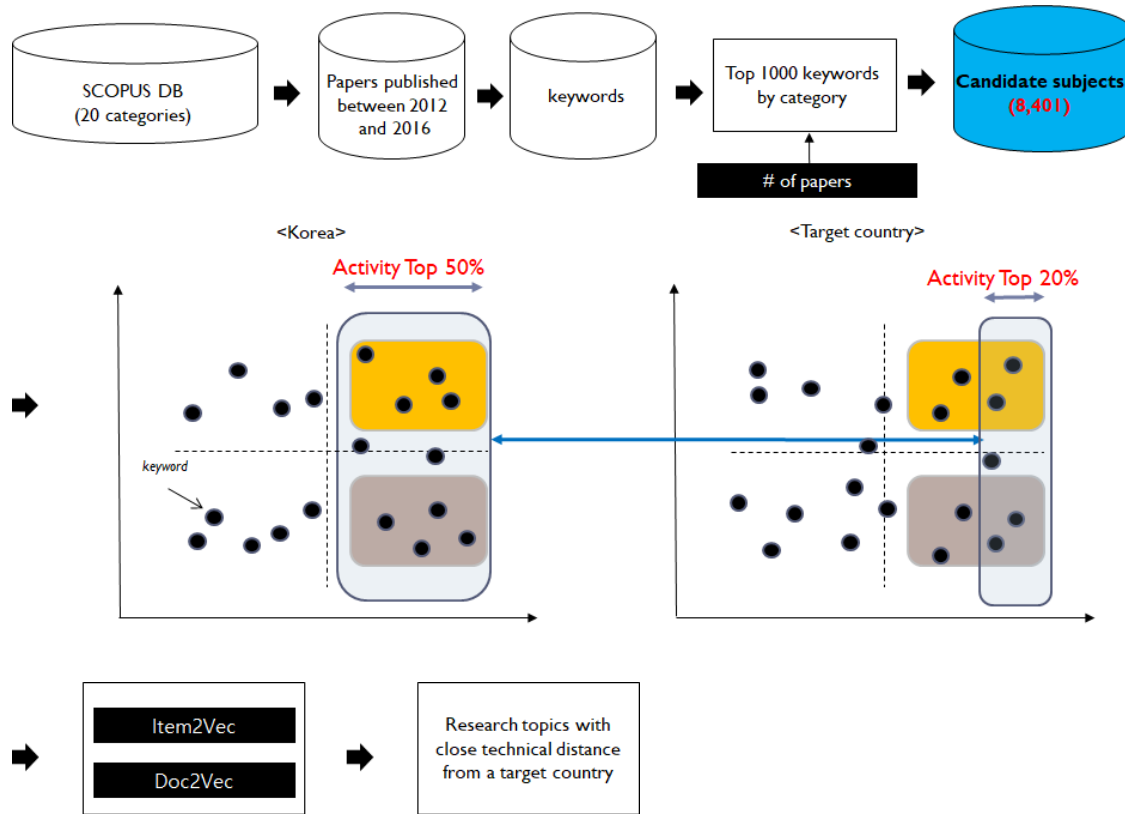 SCOPUS DB
(20 categories)
Papers published
between 2012
and 2016
keywords
Top 1000 keywords
by category
Candidate subjects
(8,401)
# of papers
<Korea>
<Target country>
Activity Top 50%
Activity Top 20%
keyword
Item2Vec
Doc2Vec
Research topics with
close technical distance
from a target country